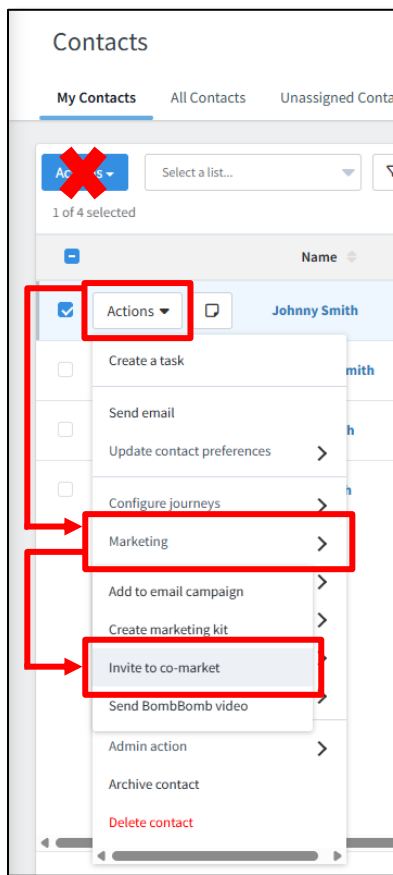 Contacts
My Contacts All Contacts Unassigned Conta
Select a list...
1 of 4 selected
Name
Actions Johnny Smith
Create a task
mith
Send email
h
Update contact preferences
h
Configure journeys
Marketing
Add to email campaign
Create marketing kit
Invite to co-market
Send BombBomb video
Admin action
Archive contact
Delete contact